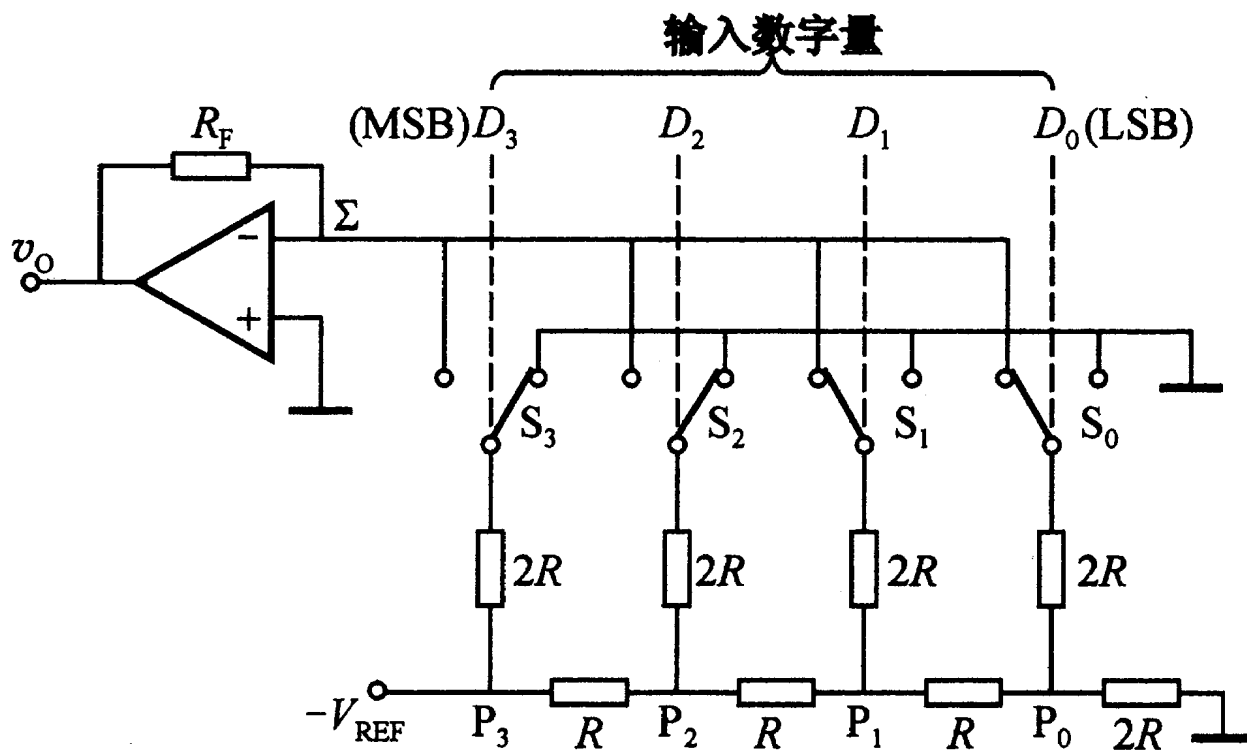 输入数字量
R_F
(MSB) D_3
D_2
D_1
D_0 (LSB)
Σ
v_O
−
+
S_3
S_2
S_1
S_0
2R
2R
2R
2R
−V_REF
P_3
R
P_2
R
P_1
R
P_0
2R